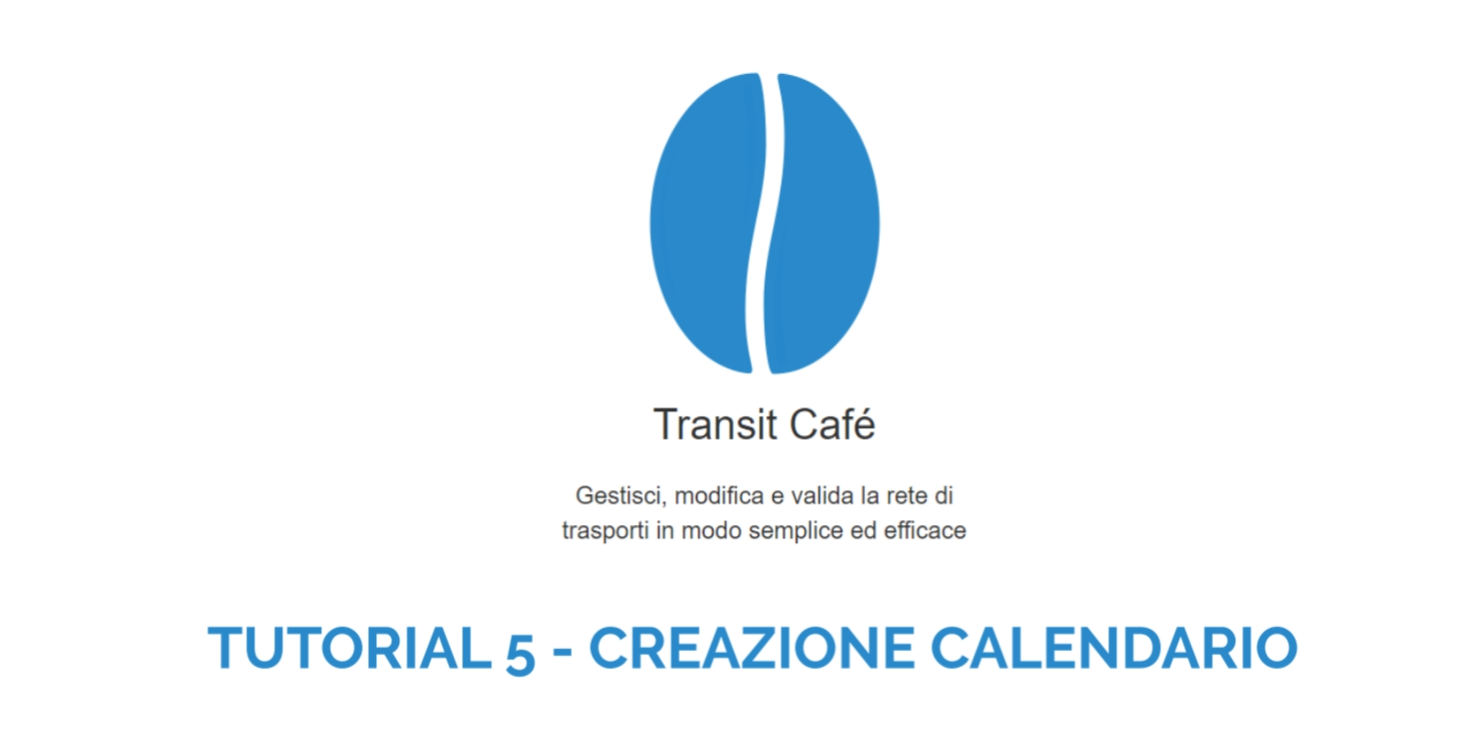 Transit Café
Gestisci, modifica e valida la rete di
trasporti in modo semplice ed efficace
TUTORIAL 5 - CREAZIONE CALENDARIO